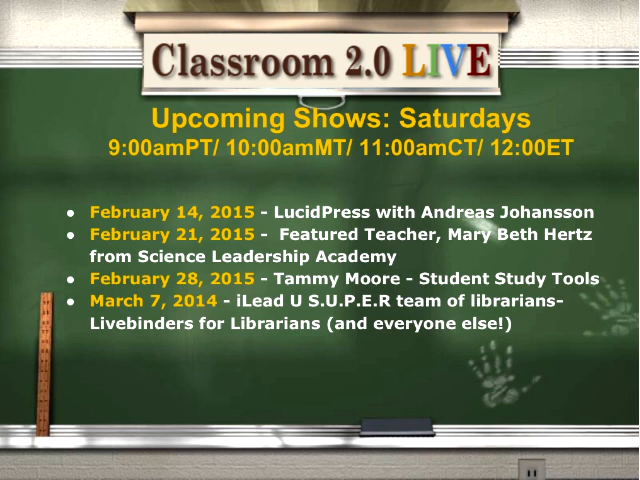 Classroom 2.0 LIVE
Upcoming Shows: Saturdays
9:00amPT/ 10:00amMT/ 11:00amCT/ 12:00ET
● February 14, 2015 - LucidPress with Andreas Johansson
● February 21, 2015 - Featured Teacher, Mary Beth Hertz
from Science Leadership Academy
● February 28, 2015 - Tammy Moore - Student Study Tools
● March 7, 2014 - iLead U S.U.P.E.R team of librarians-
Livebinders for Librarians (and everyone else!)